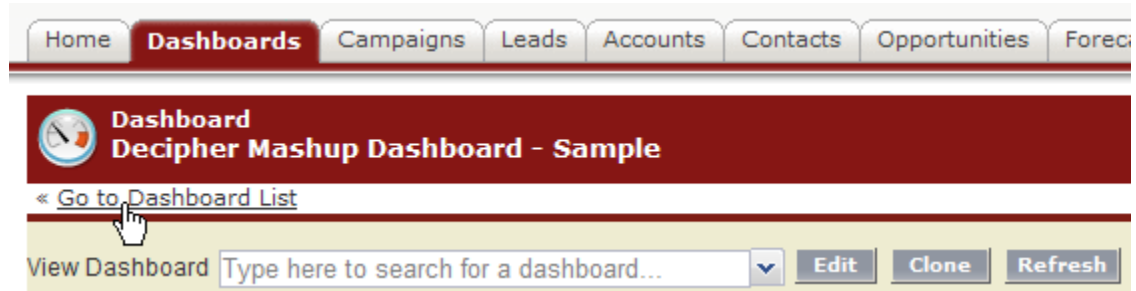 Home Dashboards Campaigns Leads Accounts Contacts Opportunities
Dashboard
Decipher Mashup Dashboard - Sample
« Go to Dashboard List
View Dashboard Type here to search for a dashboard... Edit Clone Refresh